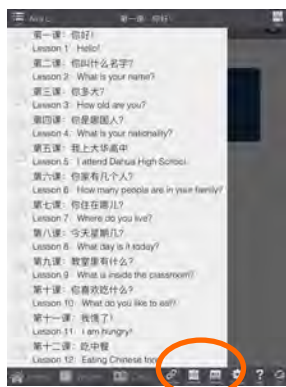 第一课 你好!
第一课：你好!
Lesson 1 Hello!
第二课：你叫什么名字?
Lesson 2 What is your name?
第三课：你多大?
Lesson 3 How old are you?
第四课：你是哪国人?
Lesson 4 What is your nationality?
第五课：我上大华高中
Lesson 5 I attend Dahua High School
第六课：你家有几个人?
Lesson 6 How many people are in your family?
第七课：你住在哪儿?
Lesson 7 Where do you live?
第八课：今天星期几?
Lesson 8 What day is it today?
第九课：教室里有什么?
Lesson 9 What is inside the classroom?
第十课：你喜欢吃什么?
Lesson 10 What do you like to eat?
第十一课：我饿了!
Lesson 11 I am hungry!
第十二课：吃中餐
Lesson 12 Eating Chinese food
?